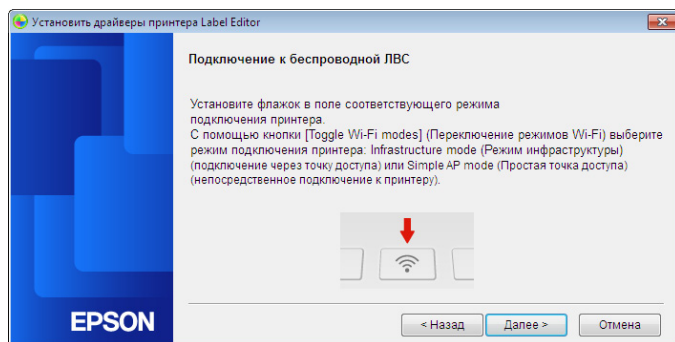 Установить драйверы принтера Label Editor
Подключение к беспроводной ЛВС
Установите флажок в поле соответствующего режима
подключения принтера.
С помощью кнопки [Toggle Wi-Fi modes] (Переключение режимов Wi-Fi) выберите
режим подключения принтера: Infrastructure mode (Режим инфраструктуры)
(подключение через точку доступа) или Simple AP mode (Простая точка доступа)
(непосредственное подключение к принтеру).
EPSON
< Назад
Далее >
Отмена